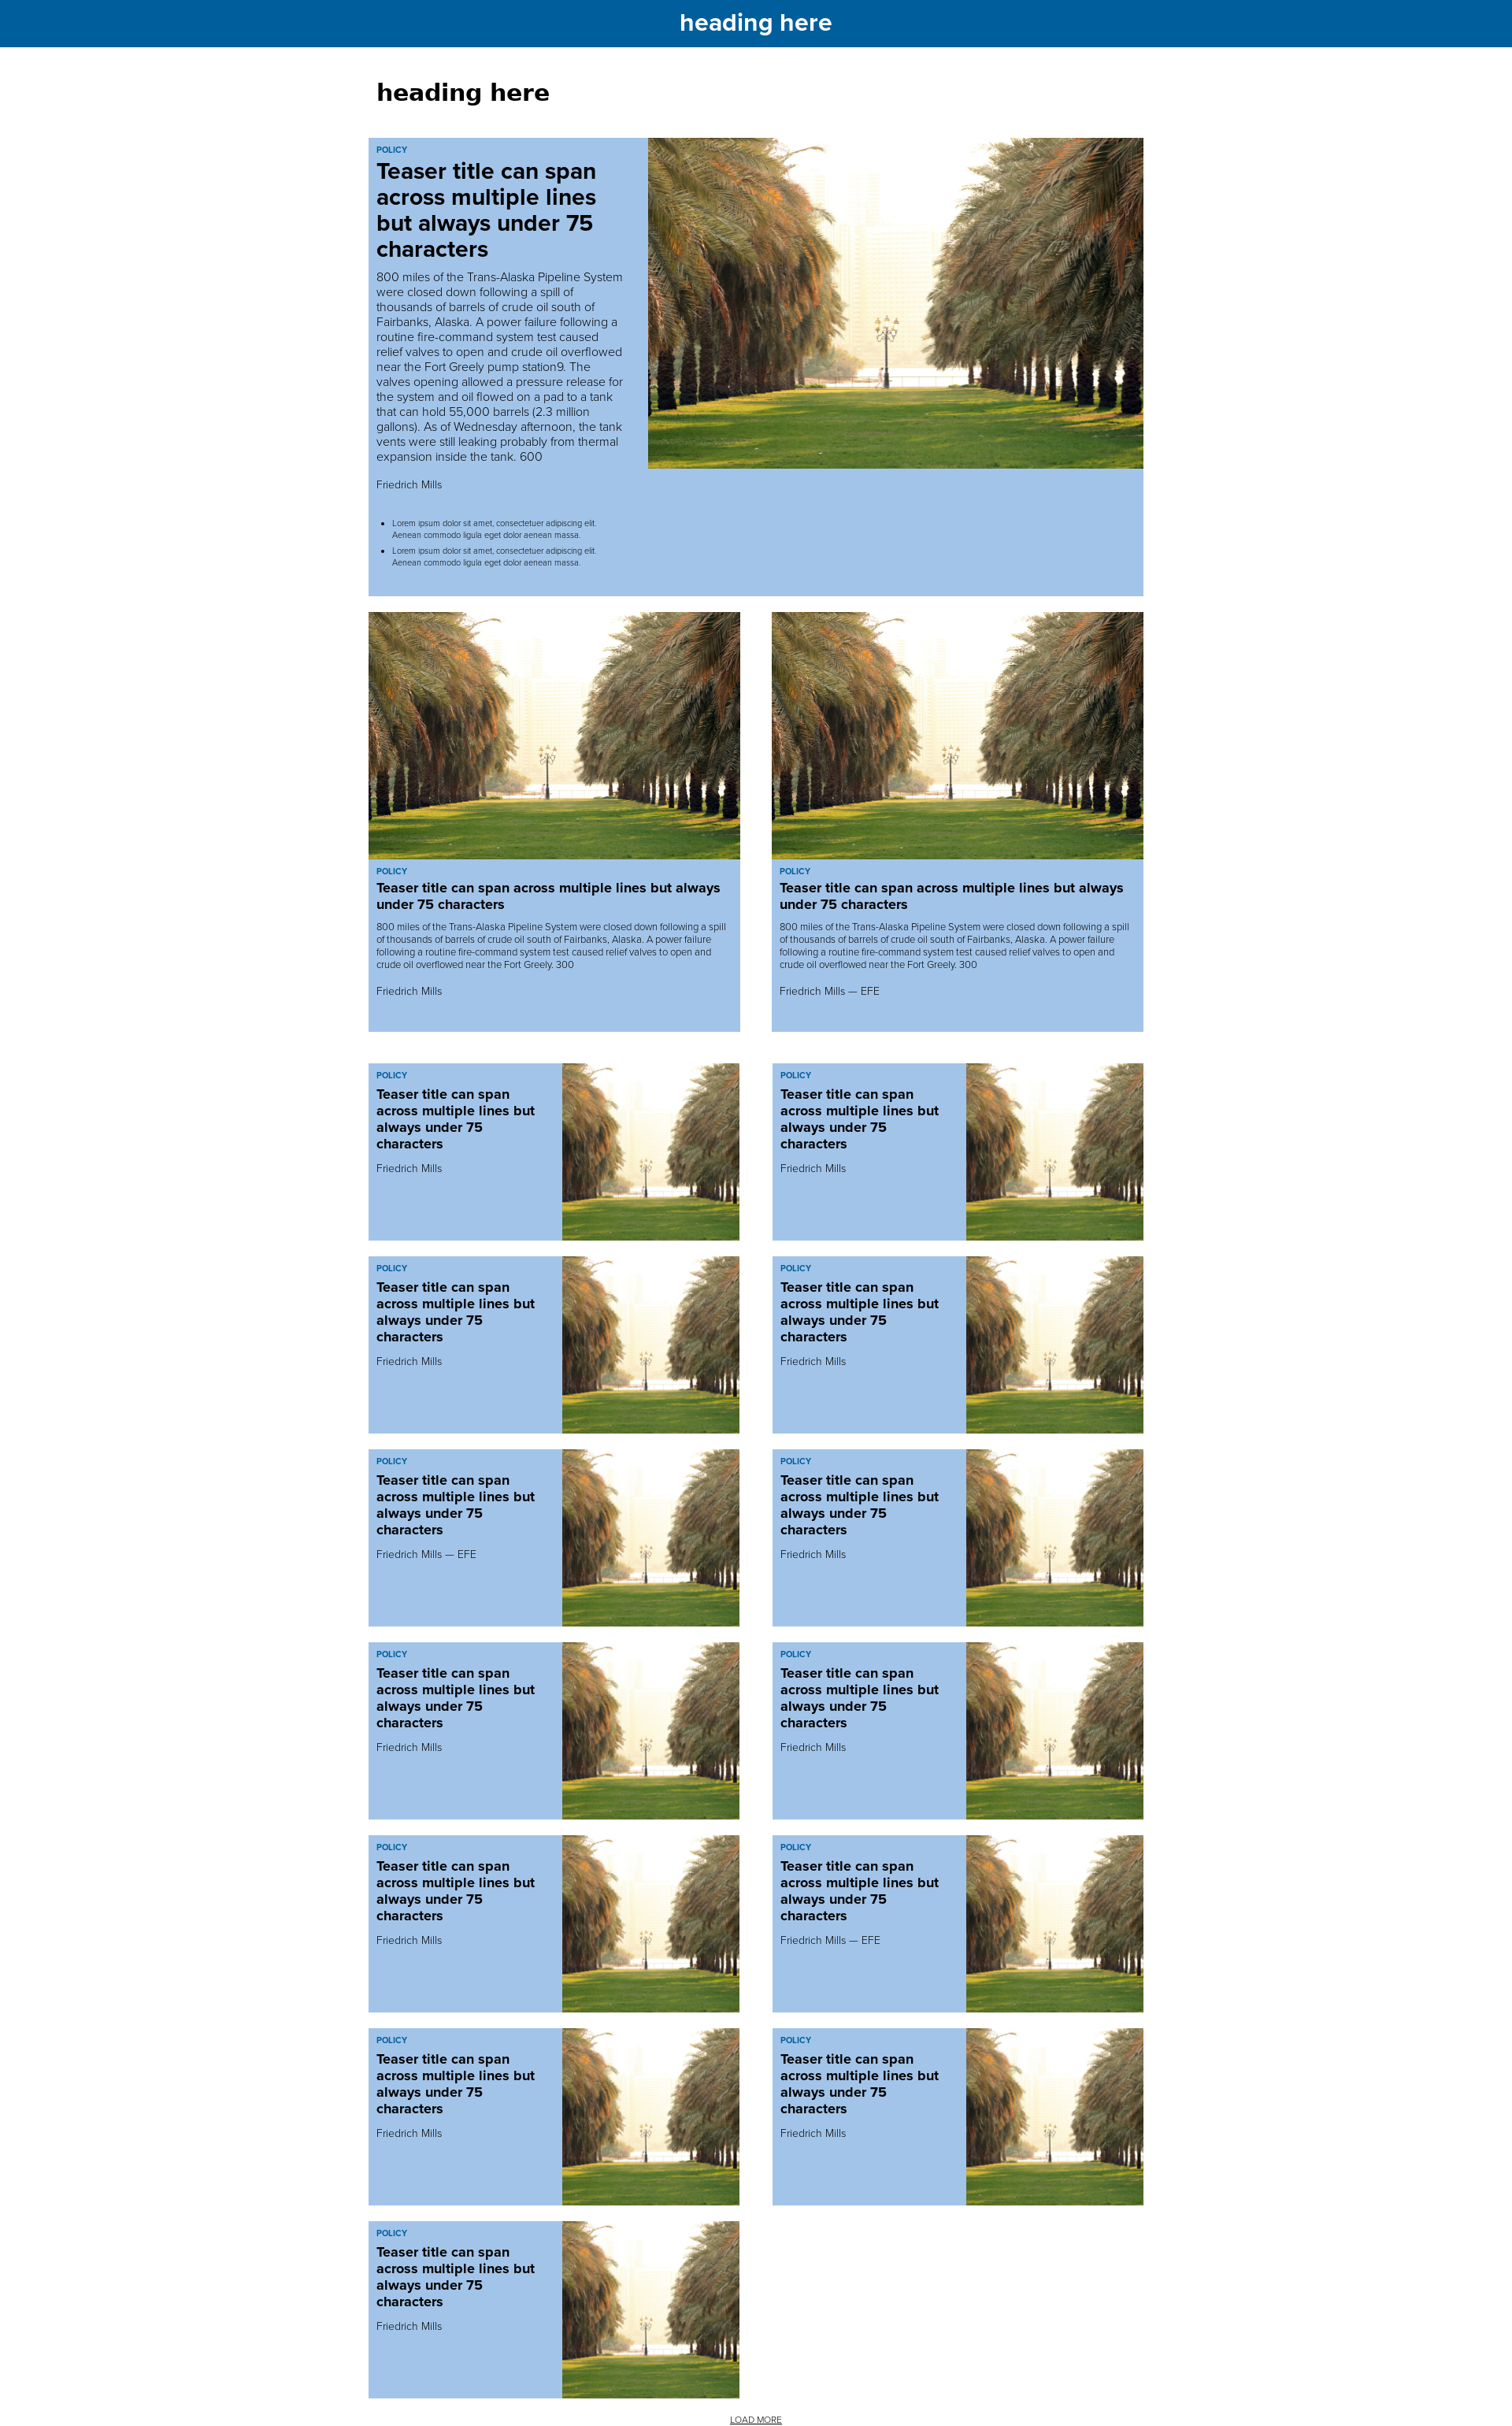 heading here
heading here
POLICY
Teaser title can span
across multiple lines
but always under 75
characters
800 miles of the Trans-Alaska Pipeline System
were closed down following a spill of
thousands of barrels of crude oil south of
Fairbanks, Alaska. A power failure following a
routine fire-command system test caused
relief valves to open and crude oil overflowed
near the Fort Greely pump station9. The
valves opening allowed a pressure release for
the system and oil flowed on a pad to a tank
that can hold 55,000 barrels (2.3 million
gallons). As of Wednesday afternoon, the tank
vents were still leaking probably from thermal
expansion inside the tank. 600
Friedrich Mills
• Lorem ipsum dolor sit amet, consectetuer adipiscing elit.
Aenean commodo ligula eget dolor aenean massa.
• Lorem ipsum dolor sit amet, consectetuer adipiscing elit.
Aenean commodo ligula eget dolor aenean massa.
POLICY
Teaser title can span across multiple lines but always
under 75 characters
800 miles of the Trans-Alaska Pipeline System were closed down following a spill
of thousands of barrels of crude oil south of Fairbanks, Alaska. A power failure
following a routine fire-command system test caused relief valves to open and
crude oil overflowed near the Fort Greely. 300
Friedrich Mills
POLICY
Teaser title can span across multiple lines but always
under 75 characters
800 miles of the Trans-Alaska Pipeline System were closed down following a spill
of thousands of barrels of crude oil south of Fairbanks, Alaska. A power failure
following a routine fire-command system test caused relief valves to open and
crude oil overflowed near the Fort Greely. 300
Friedrich Mills — EFE
POLICY
Teaser title can span
across multiple lines but
always under 75
characters
Friedrich Mills
POLICY
Teaser title can span
across multiple lines but
always under 75
characters
Friedrich Mills
POLICY
Teaser title can span
across multiple lines but
always under 75
characters
Friedrich Mills
POLICY
Teaser title can span
across multiple lines but
always under 75
characters
Friedrich Mills
POLICY
Teaser title can span
across multiple lines but
always under 75
characters
Friedrich Mills — EFE
POLICY
Teaser title can span
across multiple lines but
always under 75
characters
Friedrich Mills
POLICY
Teaser title can span
across multiple lines but
always under 75
characters
Friedrich Mills
POLICY
Teaser title can span
across multiple lines but
always under 75
characters
Friedrich Mills
POLICY
Teaser title can span
across multiple lines but
always under 75
characters
Friedrich Mills
POLICY
Teaser title can span
across multiple lines but
always under 75
characters
Friedrich Mills — EFE
POLICY
Teaser title can span
across multiple lines but
always under 75
characters
Friedrich Mills
POLICY
Teaser title can span
across multiple lines but
always under 75
characters
Friedrich Mills
POLICY
Teaser title can span
across multiple lines but
always under 75
characters
Friedrich Mills
LOAD MORE